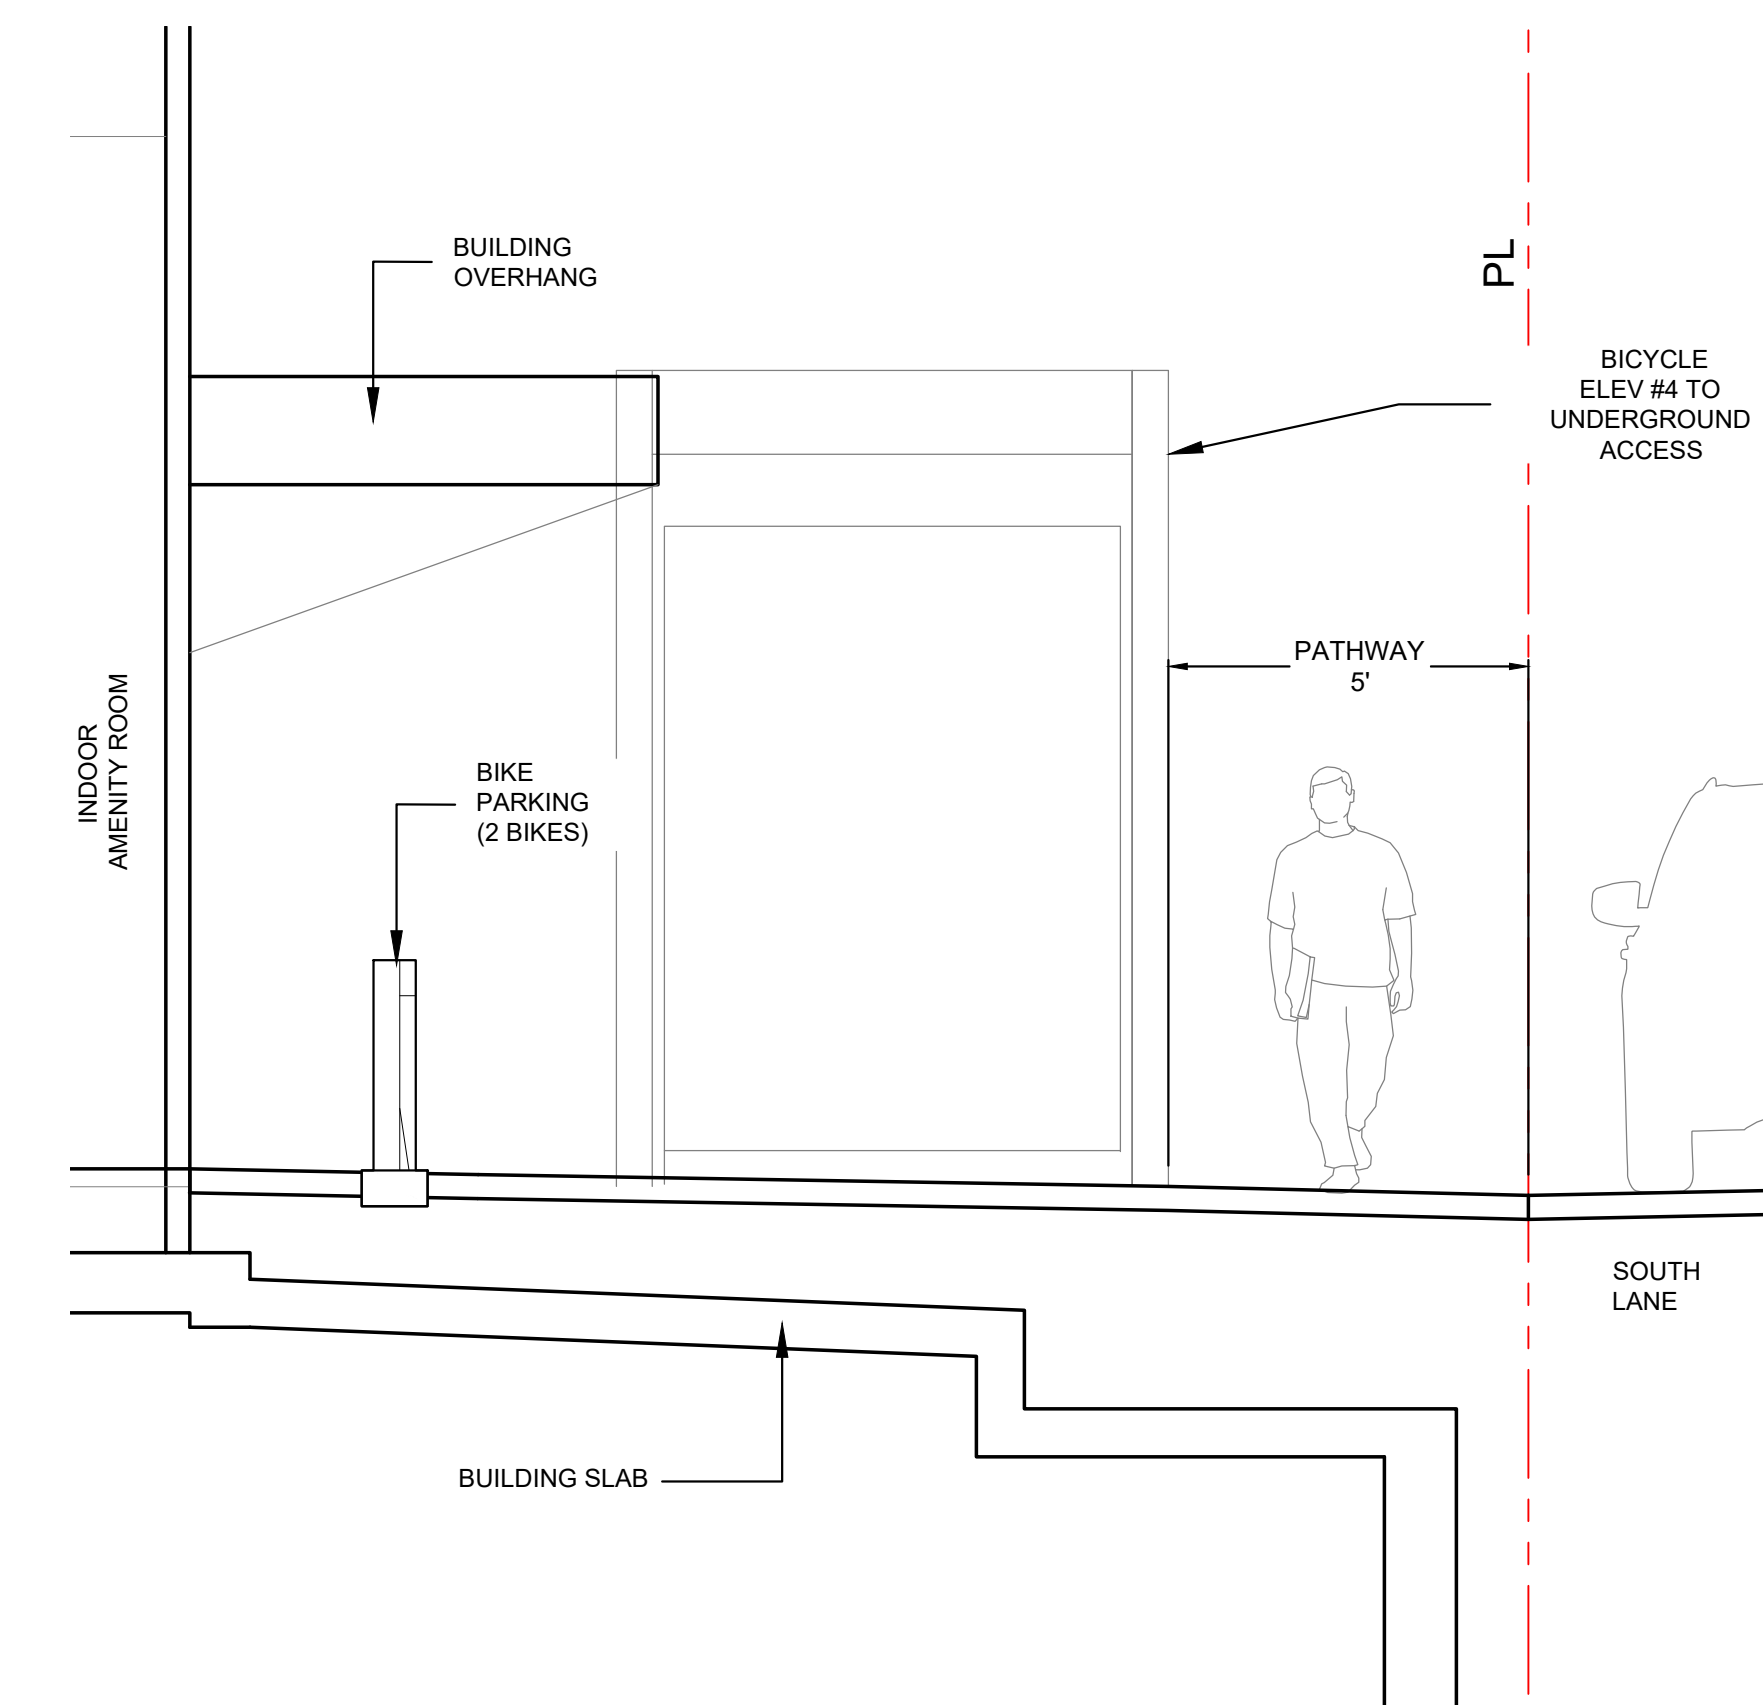 BUILDING
OVERHANG
PL
BICYCLE
ELEV #4 TO
UNDERGROUND
ACCESS
PATHWAY
5'
INDOOR
AMENITY ROOM
BIKE
PARKING
(2 BIKES)
SOUTH
LANE
BUILDING SLAB